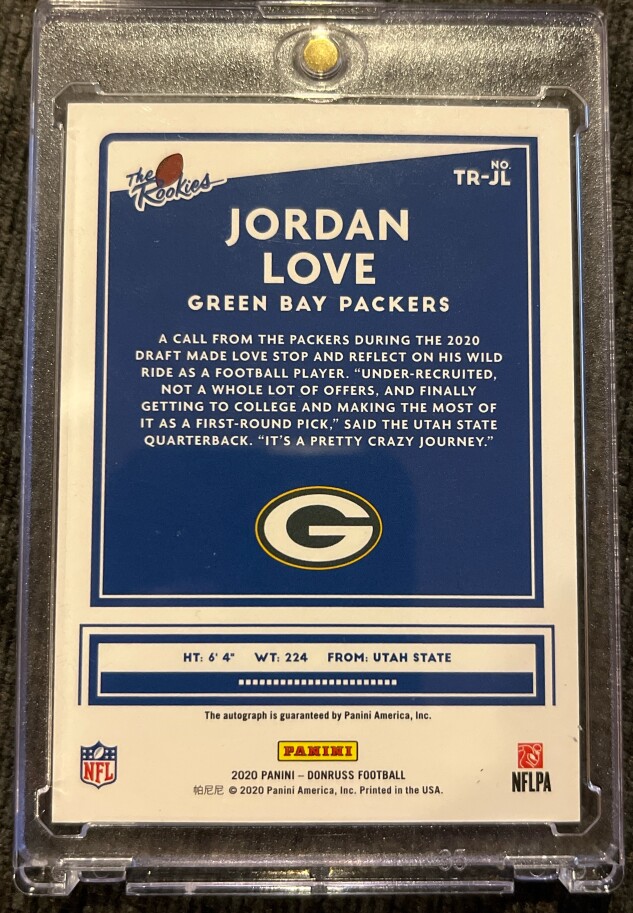 The Rookies
NO.
TR-JL
JORDAN
LOVE
GREEN BAY PACKERS
A CALL FROM THE PACKERS DURING THE 2020
DRAFT MADE LOVE STOP AND REFLECT ON HIS WILD
RIDE AS A FOOTBALL PLAYER. “UNDER-RECRUITED,
NOT A WHOLE LOT OF OFFERS, AND FINALLY
GETTING TO COLLEGE AND MAKING THE MOST OF
IT AS A FIRST-ROUND PICK,” SAID THE UTAH STATE
QUARTERBACK. “IT’S A PRETTY CRAZY JOURNEY.”
G
HT: 6' 4" WT: 224 FROM: UTAH STATE
The autograph is guaranteed by Panini America, Inc.
NFL
PANINI
NFLPA
2020 PANINI – DONRUSS FOOTBALL
帕尼尼 © 2020 Panini America, Inc. Printed in the USA.